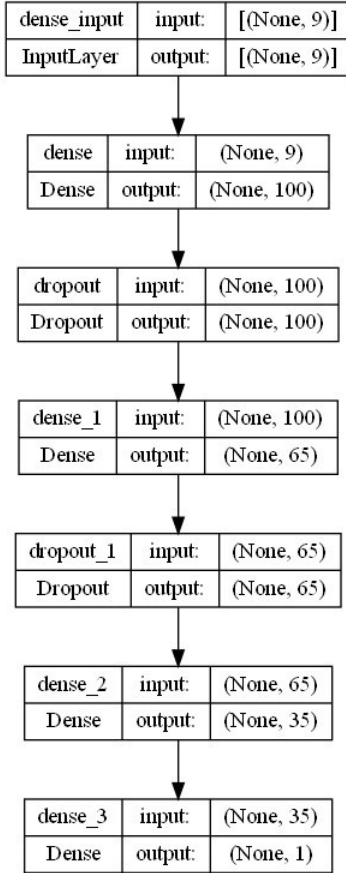 dense_input input: [(None, 9)]
InputLayer output: [(None, 9)]
dense input: (None, 9)
Dense output: (None, 100)
dropout input: (None, 100)
Dropout output: (None, 100)
dense_1 input: (None, 100)
Dense output: (None, 65)
dropout_1 input: (None, 65)
Dropout output: (None, 65)
dense_2 input: (None, 65)
Dense output: (None, 35)
dense_3 input: (None, 35)
Dense output: (None, 1)